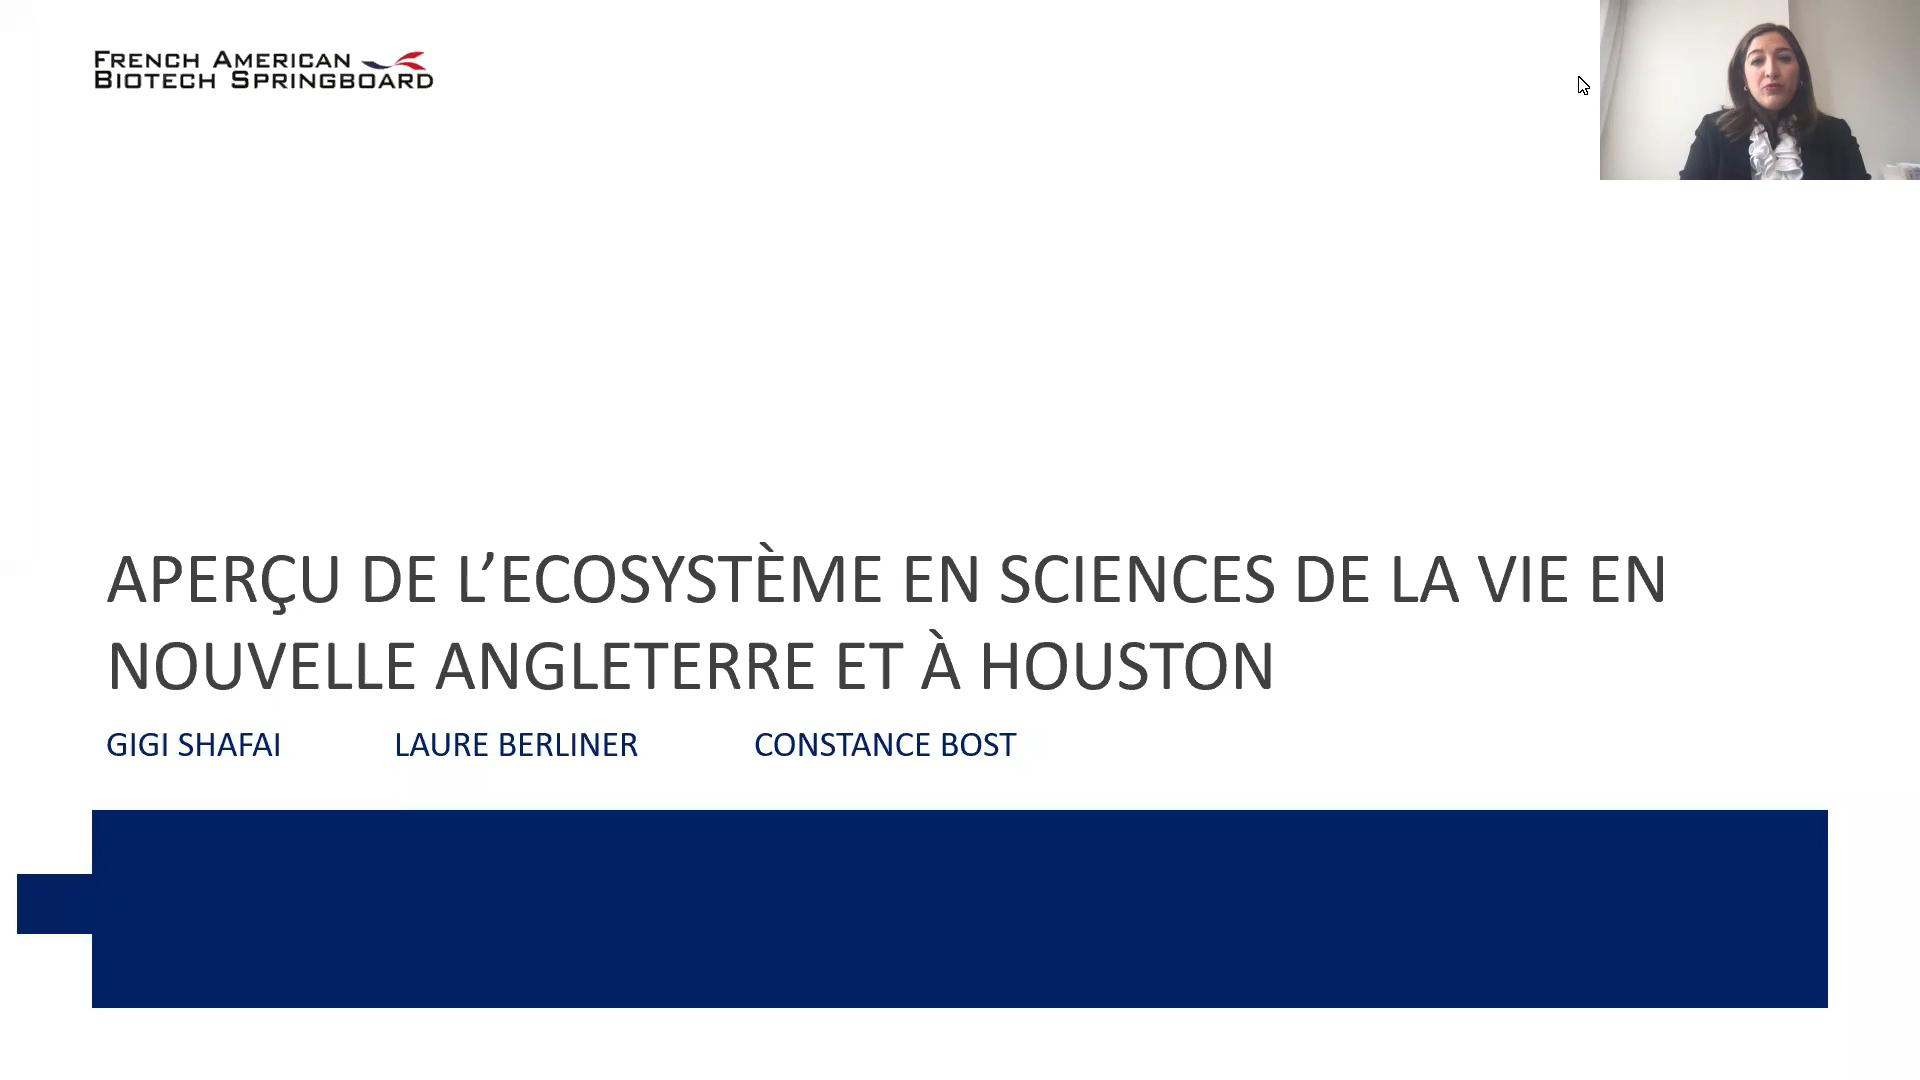 FRENCH AMERICAN
BIOTECH SPRINGBOARD
APERÇU DE L’ECOSYSTÈME EN SCIENCES DE LA VIE EN
NOUVELLE ANGLETERRE ET À HOUSTON
GIGI SHAFAI LAURE BERLINER CONSTANCE BOST